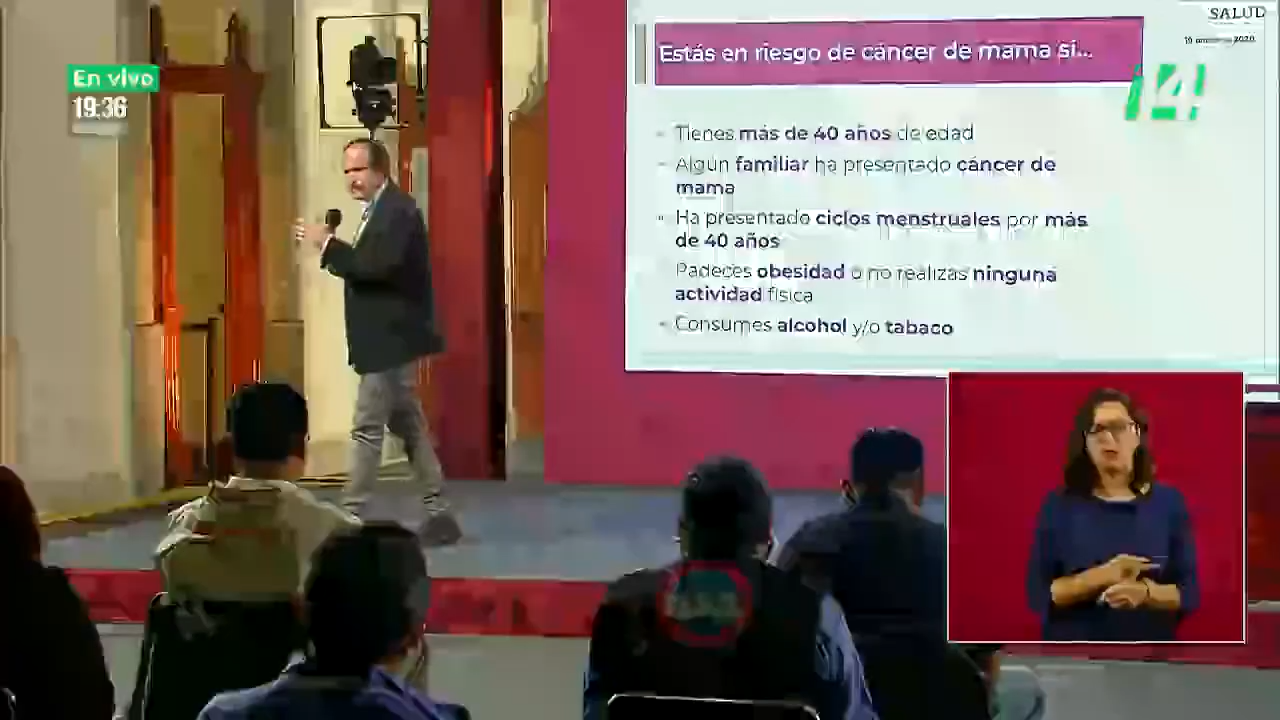 En vivo
19:36
SALUD
Estás en riesgo de cáncer de mama si...
14
Tienes más de 40 años de edad
Algún familiar ha presentado cáncer de
mama
Ha presentado ciclos menstruales por más
de 40 años
Padeces obesidad o no realizas ninguna
actividad física
Consumes alcohol y/o tabaco